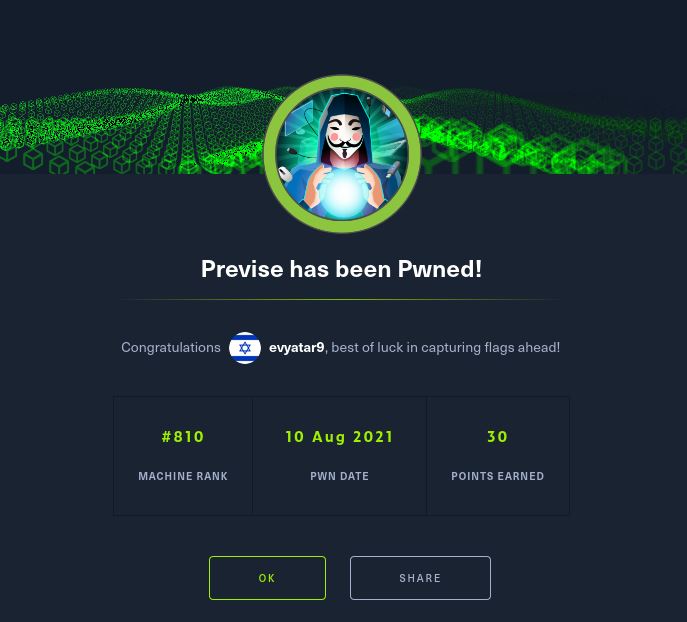 Previse has been Pwned!
Congratulations evyatar9, best of luck in capturing flags ahead!
#810 10 Aug 2021 30
MACHINE RANK PWN DATE POINTS EARNED
OK SHARE